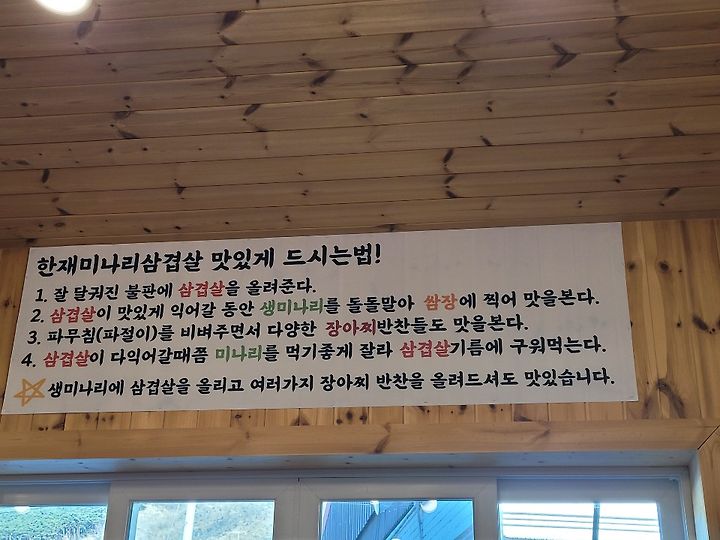 한재미나리삼겹살 맛있게 드시는법!
1. 잘 달궈진 불판에 삼겹살을 올려준다.
2. 삼겹살이 맛있게 익어갈 동안 생미나리를 돌돌말아 쌈장에 찍어 맛을본다.
3. 파무침(파절이)를 비벼주면서 다양한 장아찌반찬들도 맛을본다.
4. 삼겹살이 다익어갈때쯤 미나리를 먹기좋게 잘라 삼겹살기름에 구워먹는다.
생미나리에 삼겹살을 올리고 여러가지 장아찌 반찬을 올려드셔도 맛있습니다.